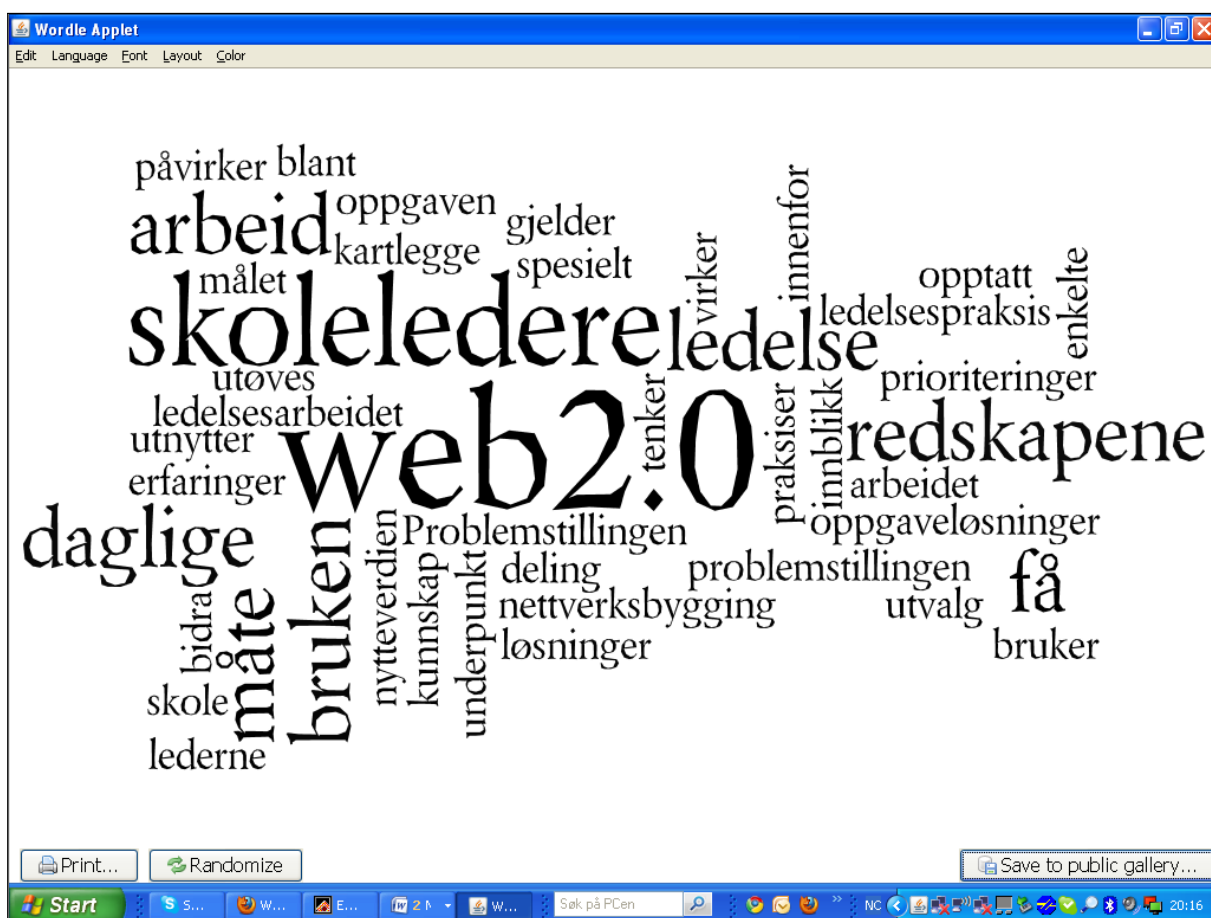 Wordle Applet
Edit Language Font Layout Color
påvirker blant
arbeid oppgaven
kartlegge
gjelder
spesielt
målet
virker
innenfor
opptatt
enkelte
skoleledere
ledelse
ledelsespraksis
utøves
prioriteringer
ledelsesarbeidet
utnytter
erfaringer
web2.0
tenker
praksiser
innblikk
redskapene
arbeidet
oppgaveløsninger
daglige
bruken
nytteverdien
Problemstillingen
kunnskap
underpunkt
deling
problemstillingen
få
nettverksbygging
utvalg
løsninger
bruker
bidra
måte
skole
lederne
Print...
Randomize
Save to public gallery...
Start
S S...
W...
E...
2 N
W...
Søk på PCen
NC
20:16